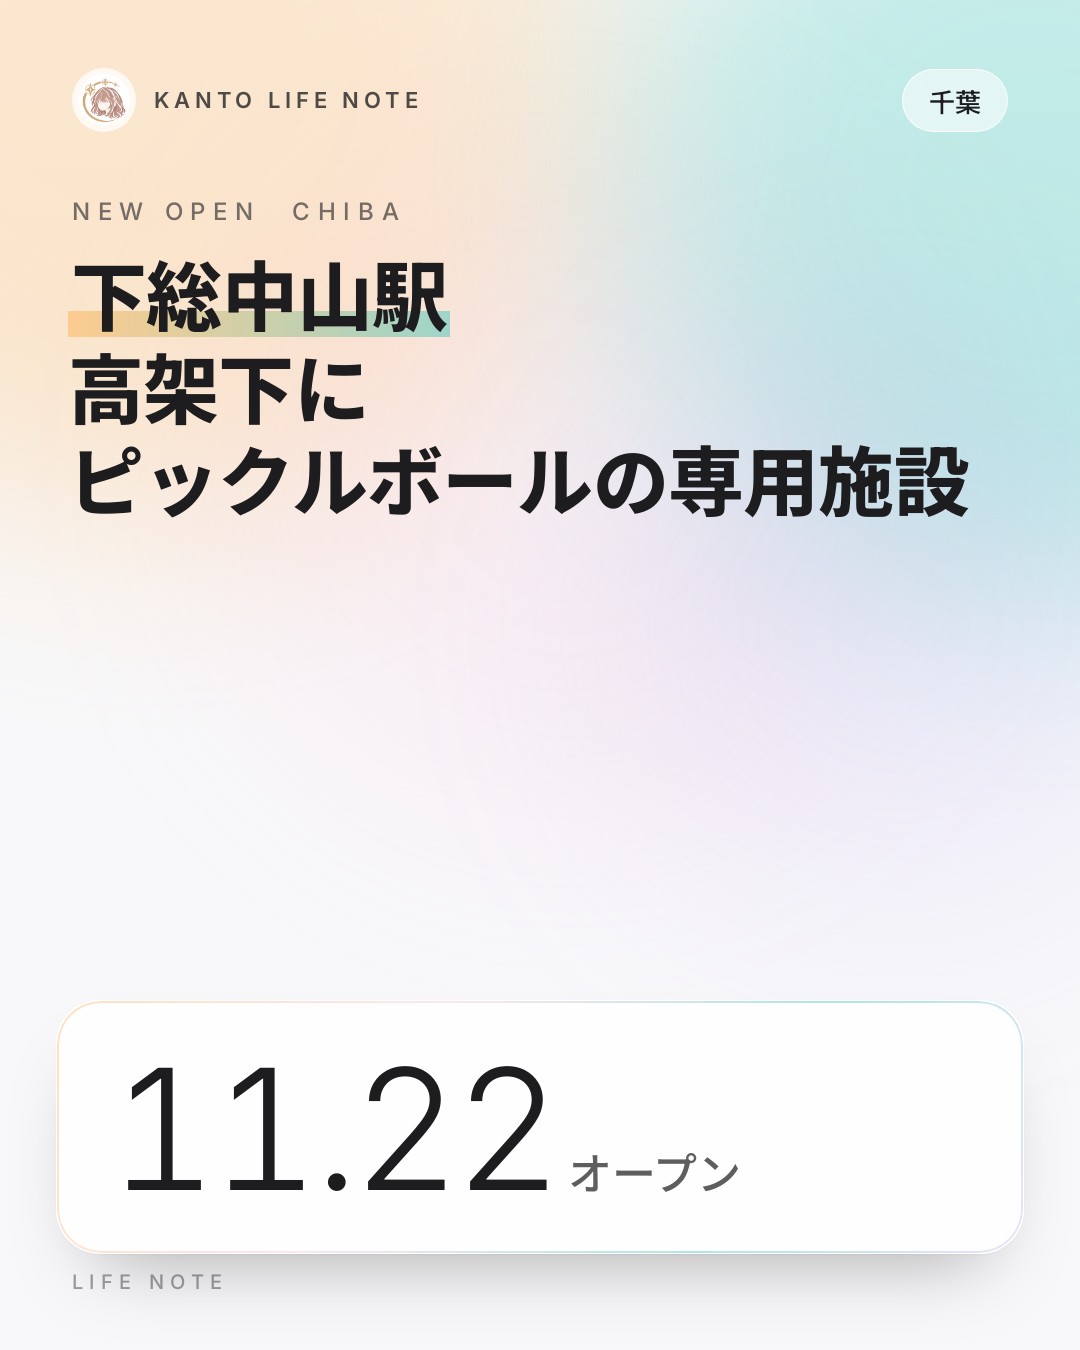 KANTO LIFE NOTE
千葉
NEW OPEN CHIBA
下総中山駅
高架下に
ピックルボールの専用施設
11.22 オープン
LIFE NOTE